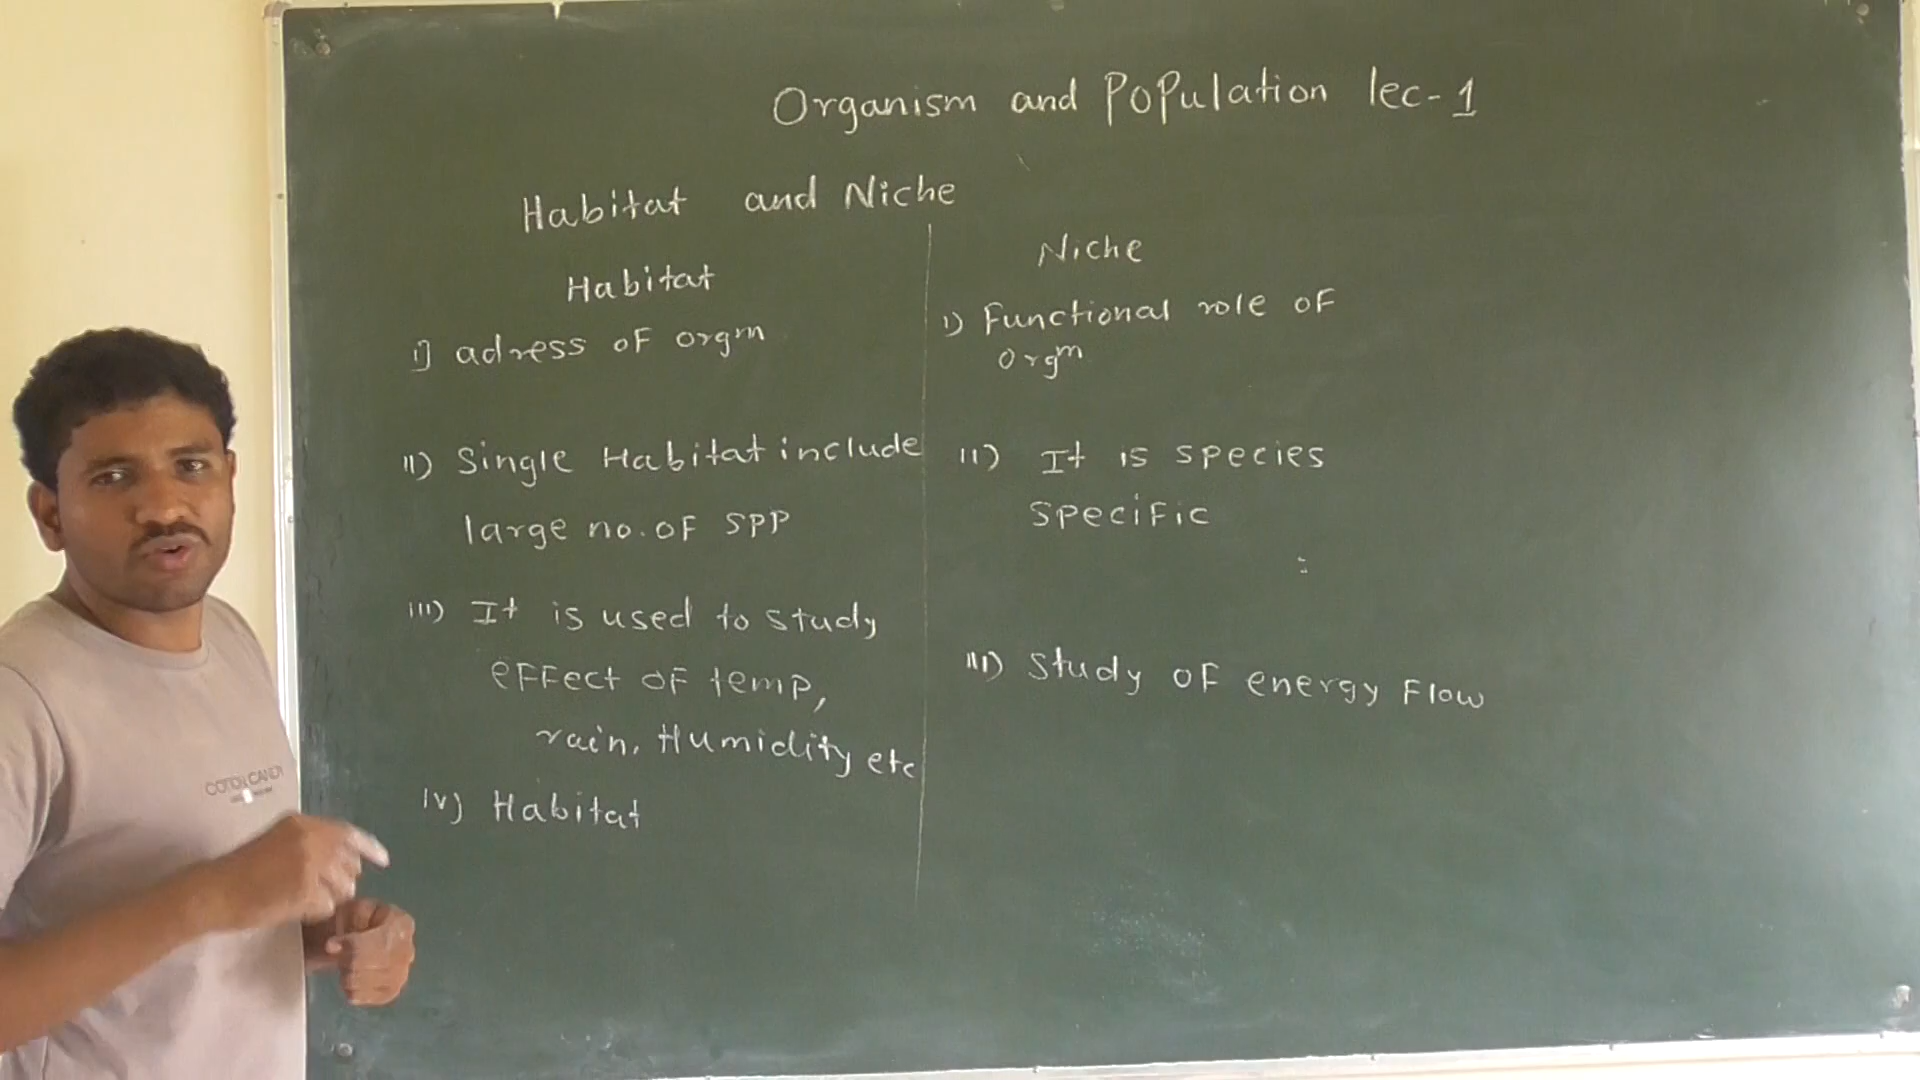 Organism and Population lec-1
Habitat and Niche
Habitat
i) adress of orgm
ii) Single Habitat include
large no. of SPP
iii) It is used to study
effect of temp,
rain, Humidity etc
iv) Habitat
Niche
i) Functional role of
orgm
ii) It is species
specific
iii) Study of energy flow
COTTON CANDY